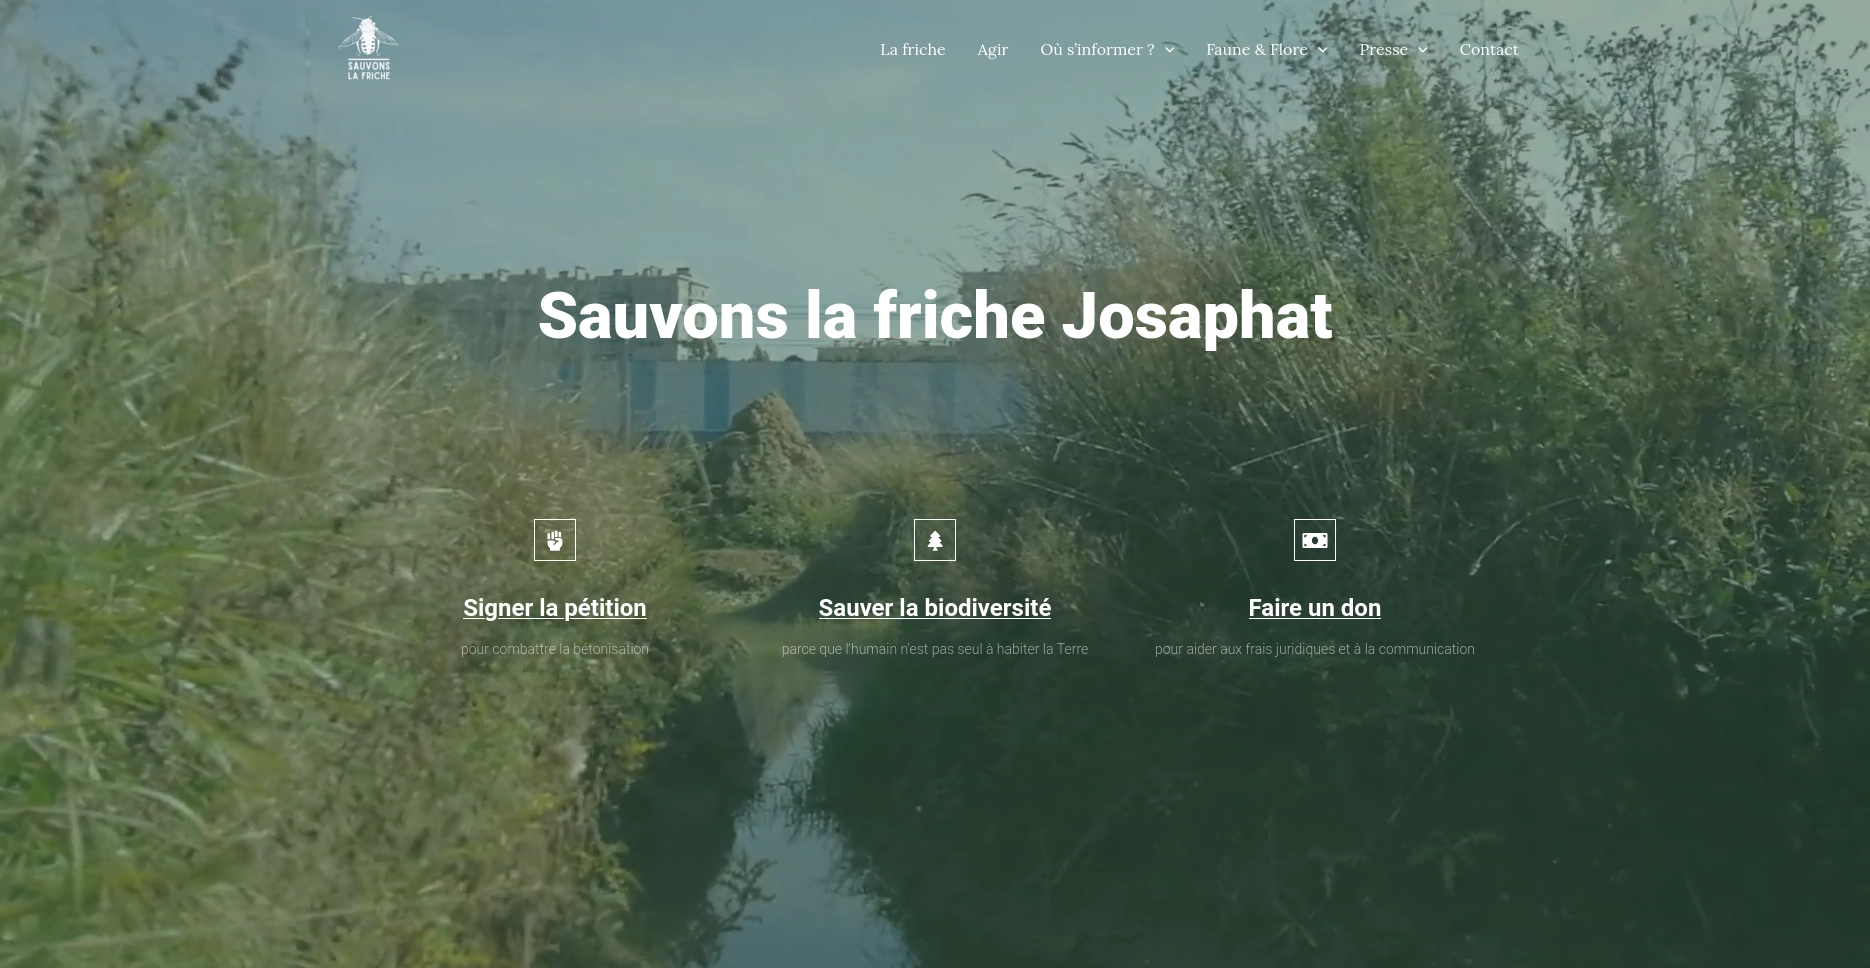 SAUVONS
LA FRICHE
La friche
Agir
Où s’informer ?
Faune & Flore
Presse
Contact
Sauvons la friche Josaphat
Signer la pétition
Sauver la biodiversité
Faire un don
pour combattre la bétonisation
parce que l'humain n'est pas seul à habiter la Terre
pour aider aux frais juridiques et à la communication